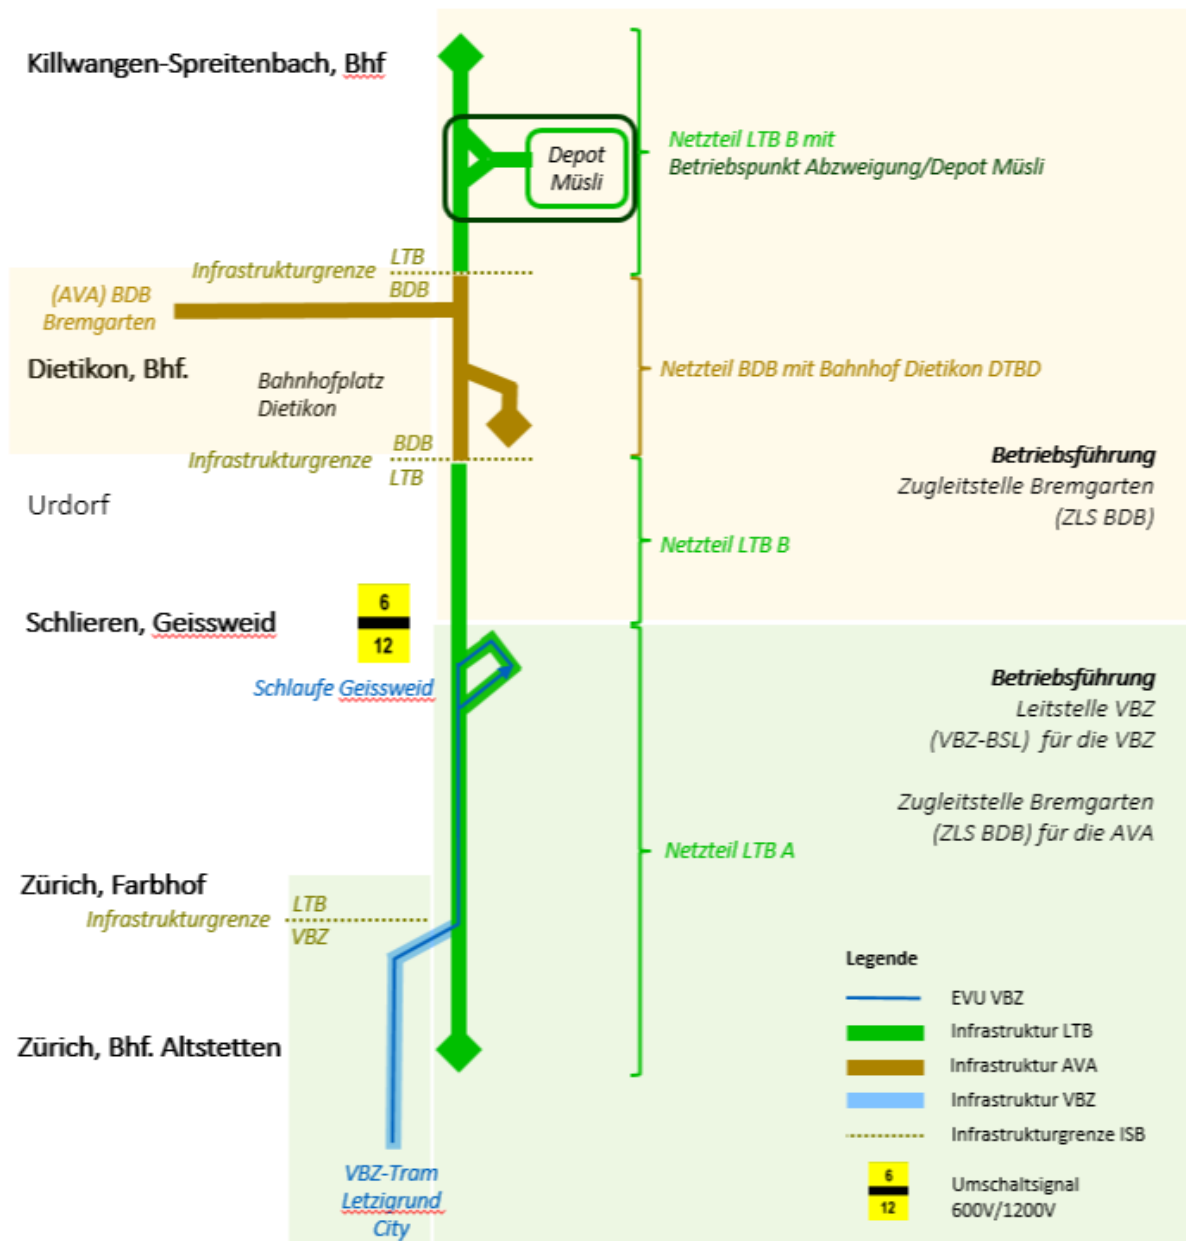 Killwangen-Spreitenbach, Bhf
Depot
Müsli
Netzteil LTB B mit
Betriebspunkt Abzweigung/Depot Müsli
Infrastrukturgrenze
LTB
BDB
(AVA) BDB
Bremgarten
Dietikon, Bhf.
Bahnhofplatz
Dietikon
Netzteil BDB mit Bahnhof Dietikon DTBD
Infrastrukturgrenze
BDB
LTB
Betriebsführung
Zugleitstelle Bremgarten
(ZLS BDB)
Urdorf
Netzteil LTB B
Schlieren, Geissweid
6
12
Schlaufe Geissweid
Betriebsführung
Leitstelle VBZ
(VBZ-BSL) für die VBZ
Zugleitstelle Bremgarten
(ZLS BDB) für die AVA
Netzteil LTB A
Zürich, Farbhof
Infrastrukturgrenze
LTB
VBZ
Zürich, Bhf. Altstetten
VBZ-Tram
Letzigrund
City
Legende
EVU VBZ
Infrastruktur LTB
Infrastruktur AVA
Infrastruktur VBZ
Infrastrukturgrenze ISB
6
12
Umschaltsignal
600V/1200V